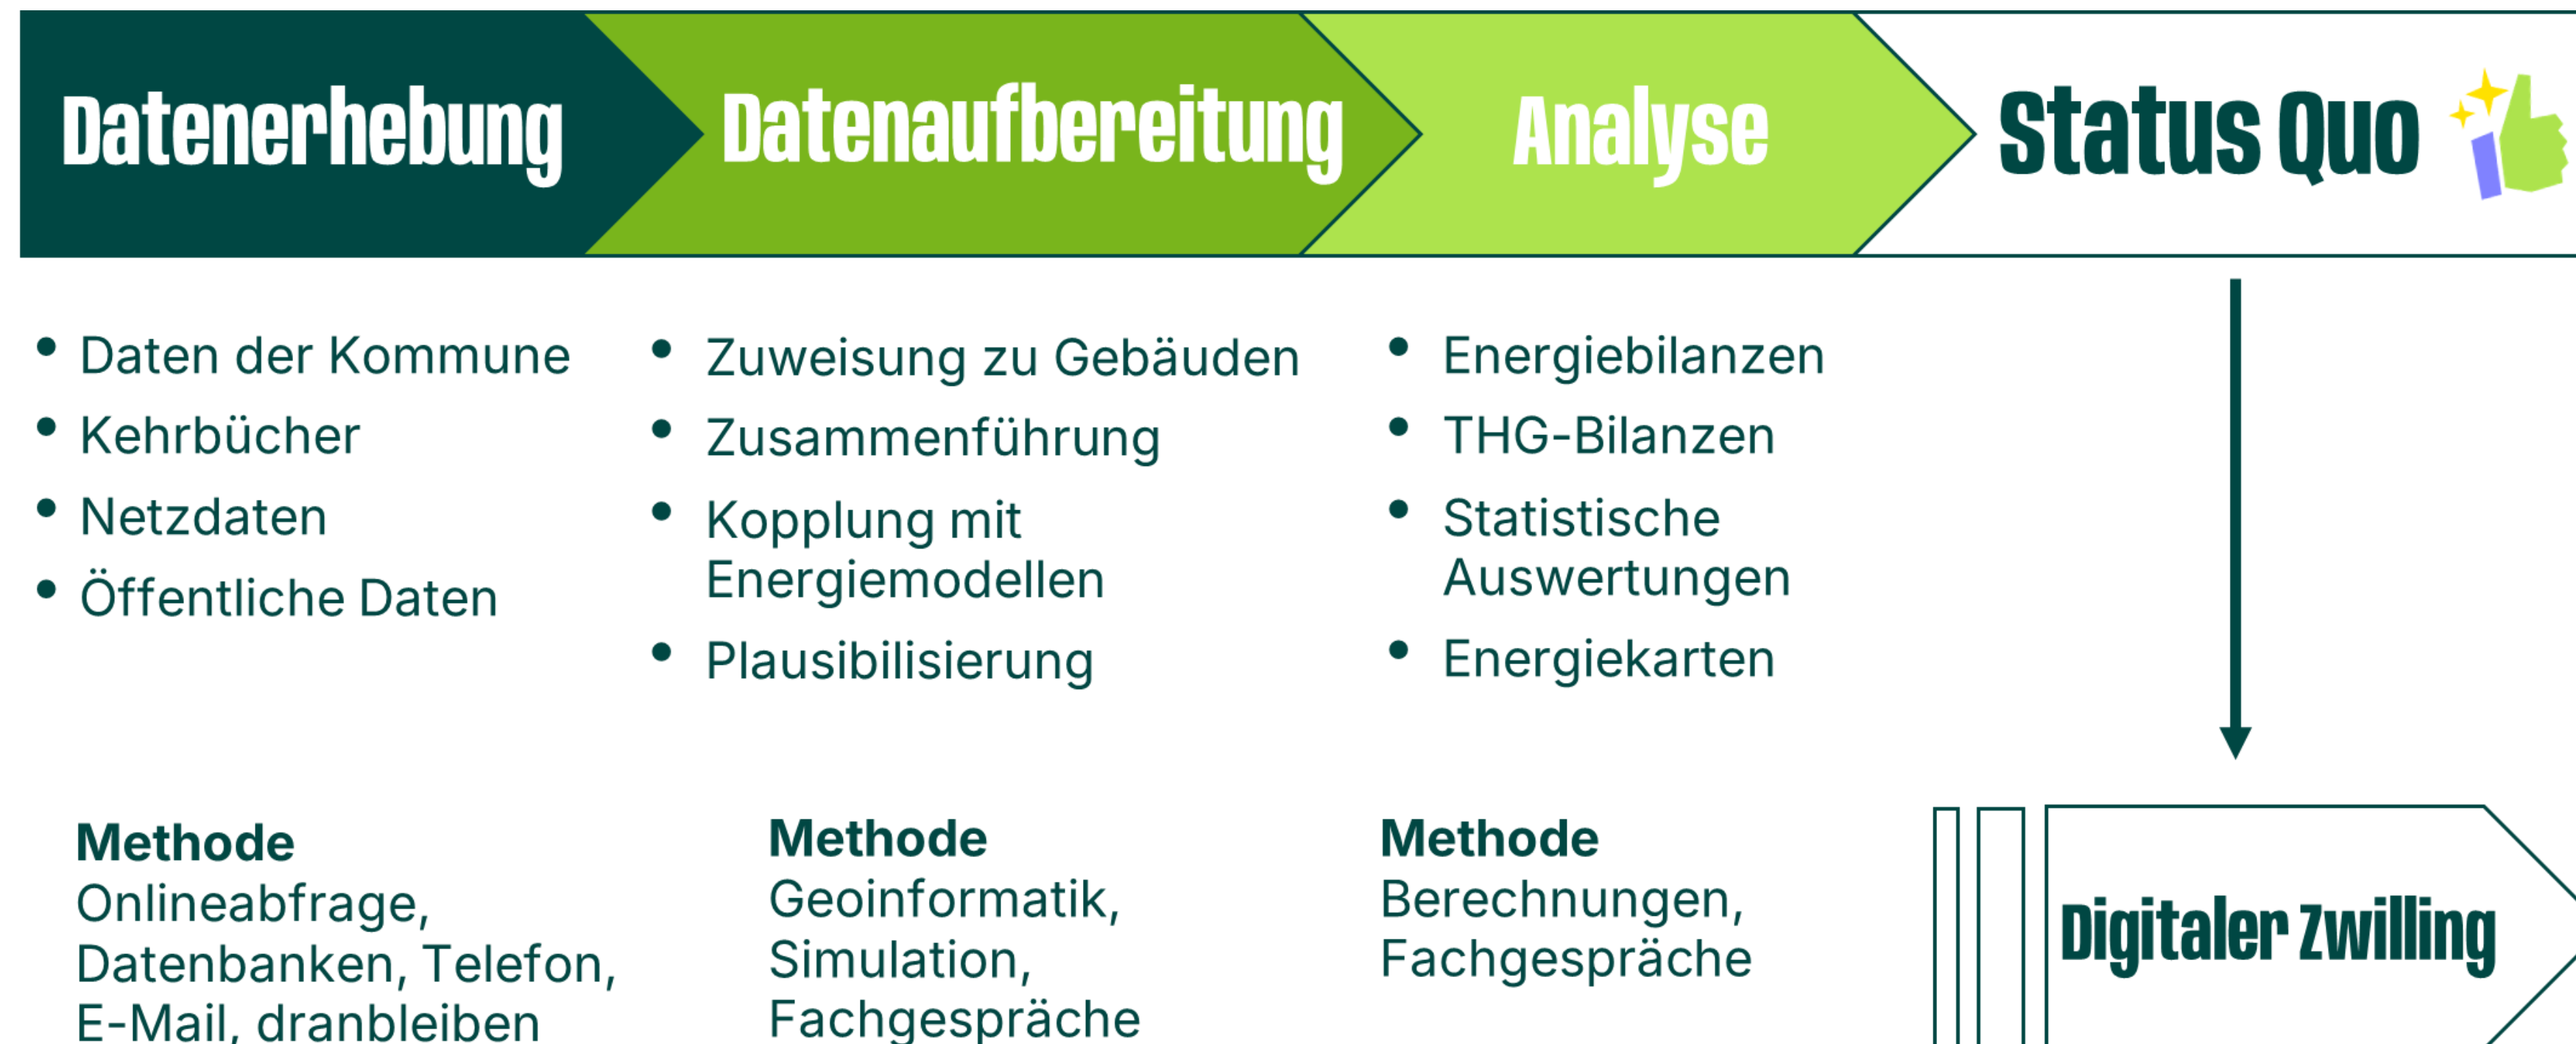 Datenerhebung
Datenaufbereitung
Analyse
Status Quo
Daten der Kommune
Kehrbücher
Netzdaten
Öffentliche Daten
Zuweisung zu Gebäuden
Zusammenführung
Kopplung mit
Energiemodellen
Plausibilisierung
Energiebilanzen
THG-Bilanzen
Statistische
Auswertungen
Energiekarten
Methode
Onlineabfrage,
Datenbanken, Telefon,
E-Mail, dranbleiben
Methode
Geoinformatik,
Simulation,
Fachgespräche
Methode
Berechnungen,
Fachgespräche
Digitaler Zwilling